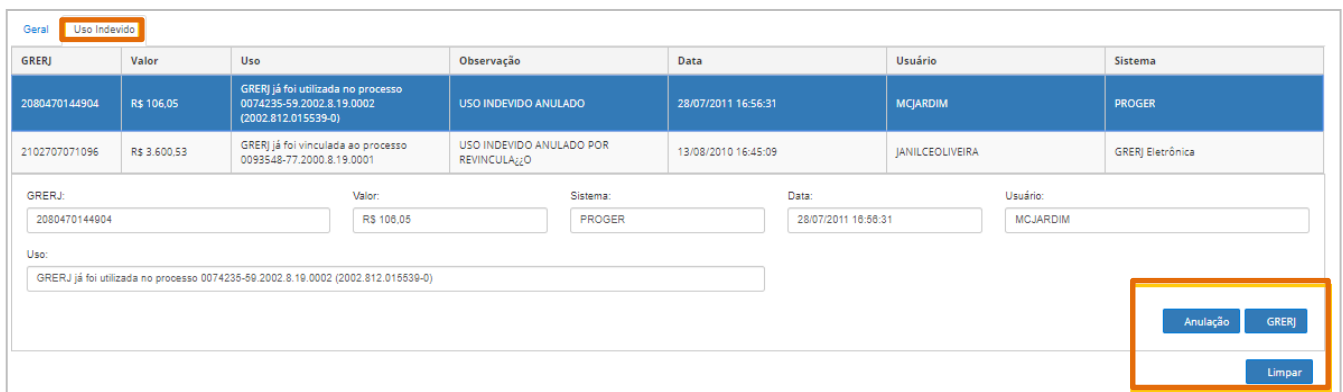 Geral Uso Indevido
GRERJ Valor Uso Observação Data Usuário Sistema
2080470144904 R$ 106,05 GRERJ já foi utilizada no processo
0074235-59.2002.8.19.0002
(2002.812.015539-0) USO INDEVIDO ANULADO 28/07/2011 16:56:31 MCJARDIM PROGER
2102707071096 R$ 3.600,53 GRERJ já foi vinculada ao processo
0093548-77.2000.8.19.0001 USO INDEVIDO ANULADO POR
REVINCULA¿¿O 13/08/2010 16:45:09 JANILCEOLIVEIRA GRERJ Eletrônica
GRERJ: Valor: Sistema: Data: Usuário:
2080470144904 R$ 106,05 PROGER 28/07/2011 16:56:31 MCJARDIM
Uso:
GRERJ já foi utilizada no processo 0074235-59.2002.8.19.0002 (2002.812.015539-0)
Anulação GRERJ
Limpar